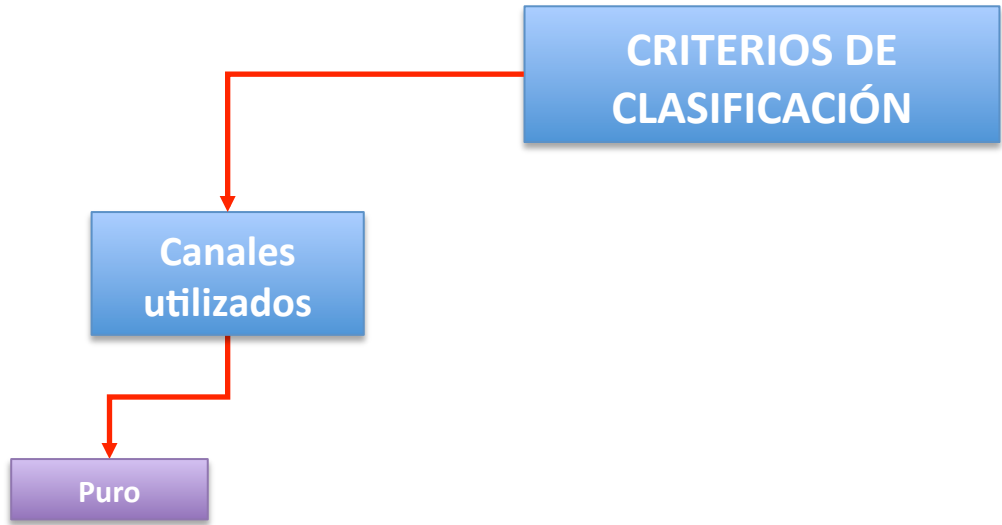 CRITERIOS DE
CLASIFICACIÓN
Canales
utilizados
Puro